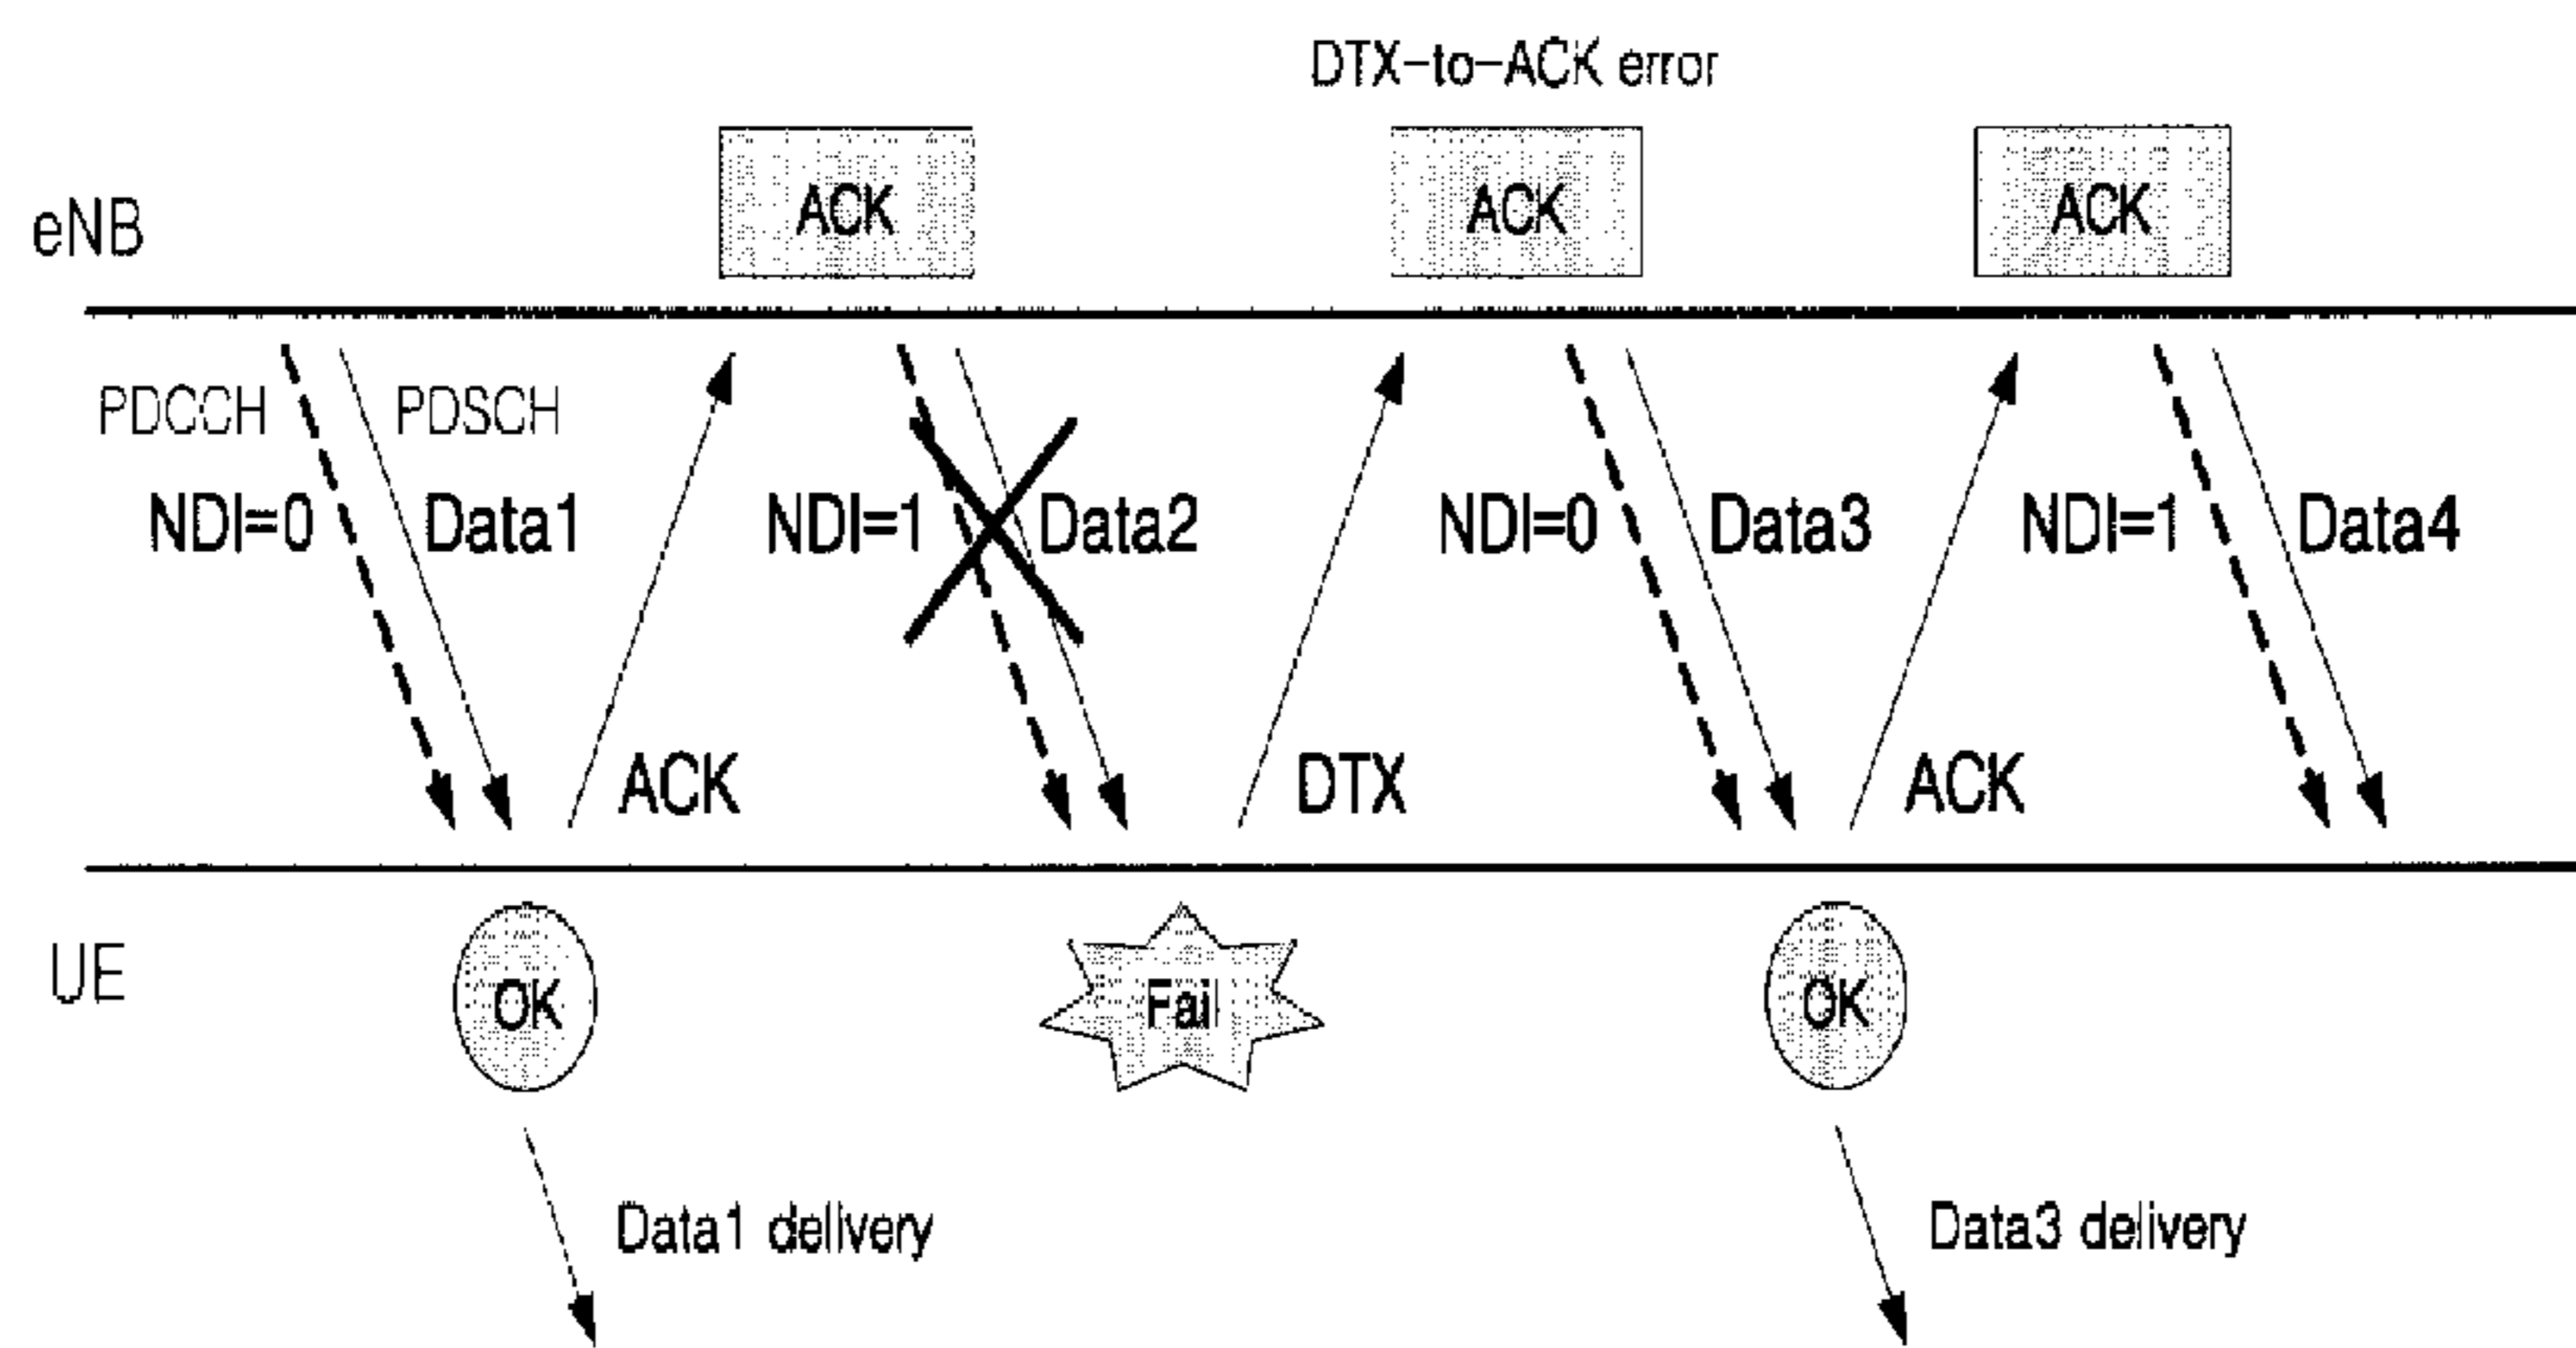 DTX-to-ACK error
ACK ACK ACK
eNB
PDCCH PDSCH
NDI=0 Data1 NDI=1 Data2 NDI=0 Data3 NDI=1 Data4
ACK DTX ACK
UE
OK Fail OK
Data1 delivery Data3 delivery